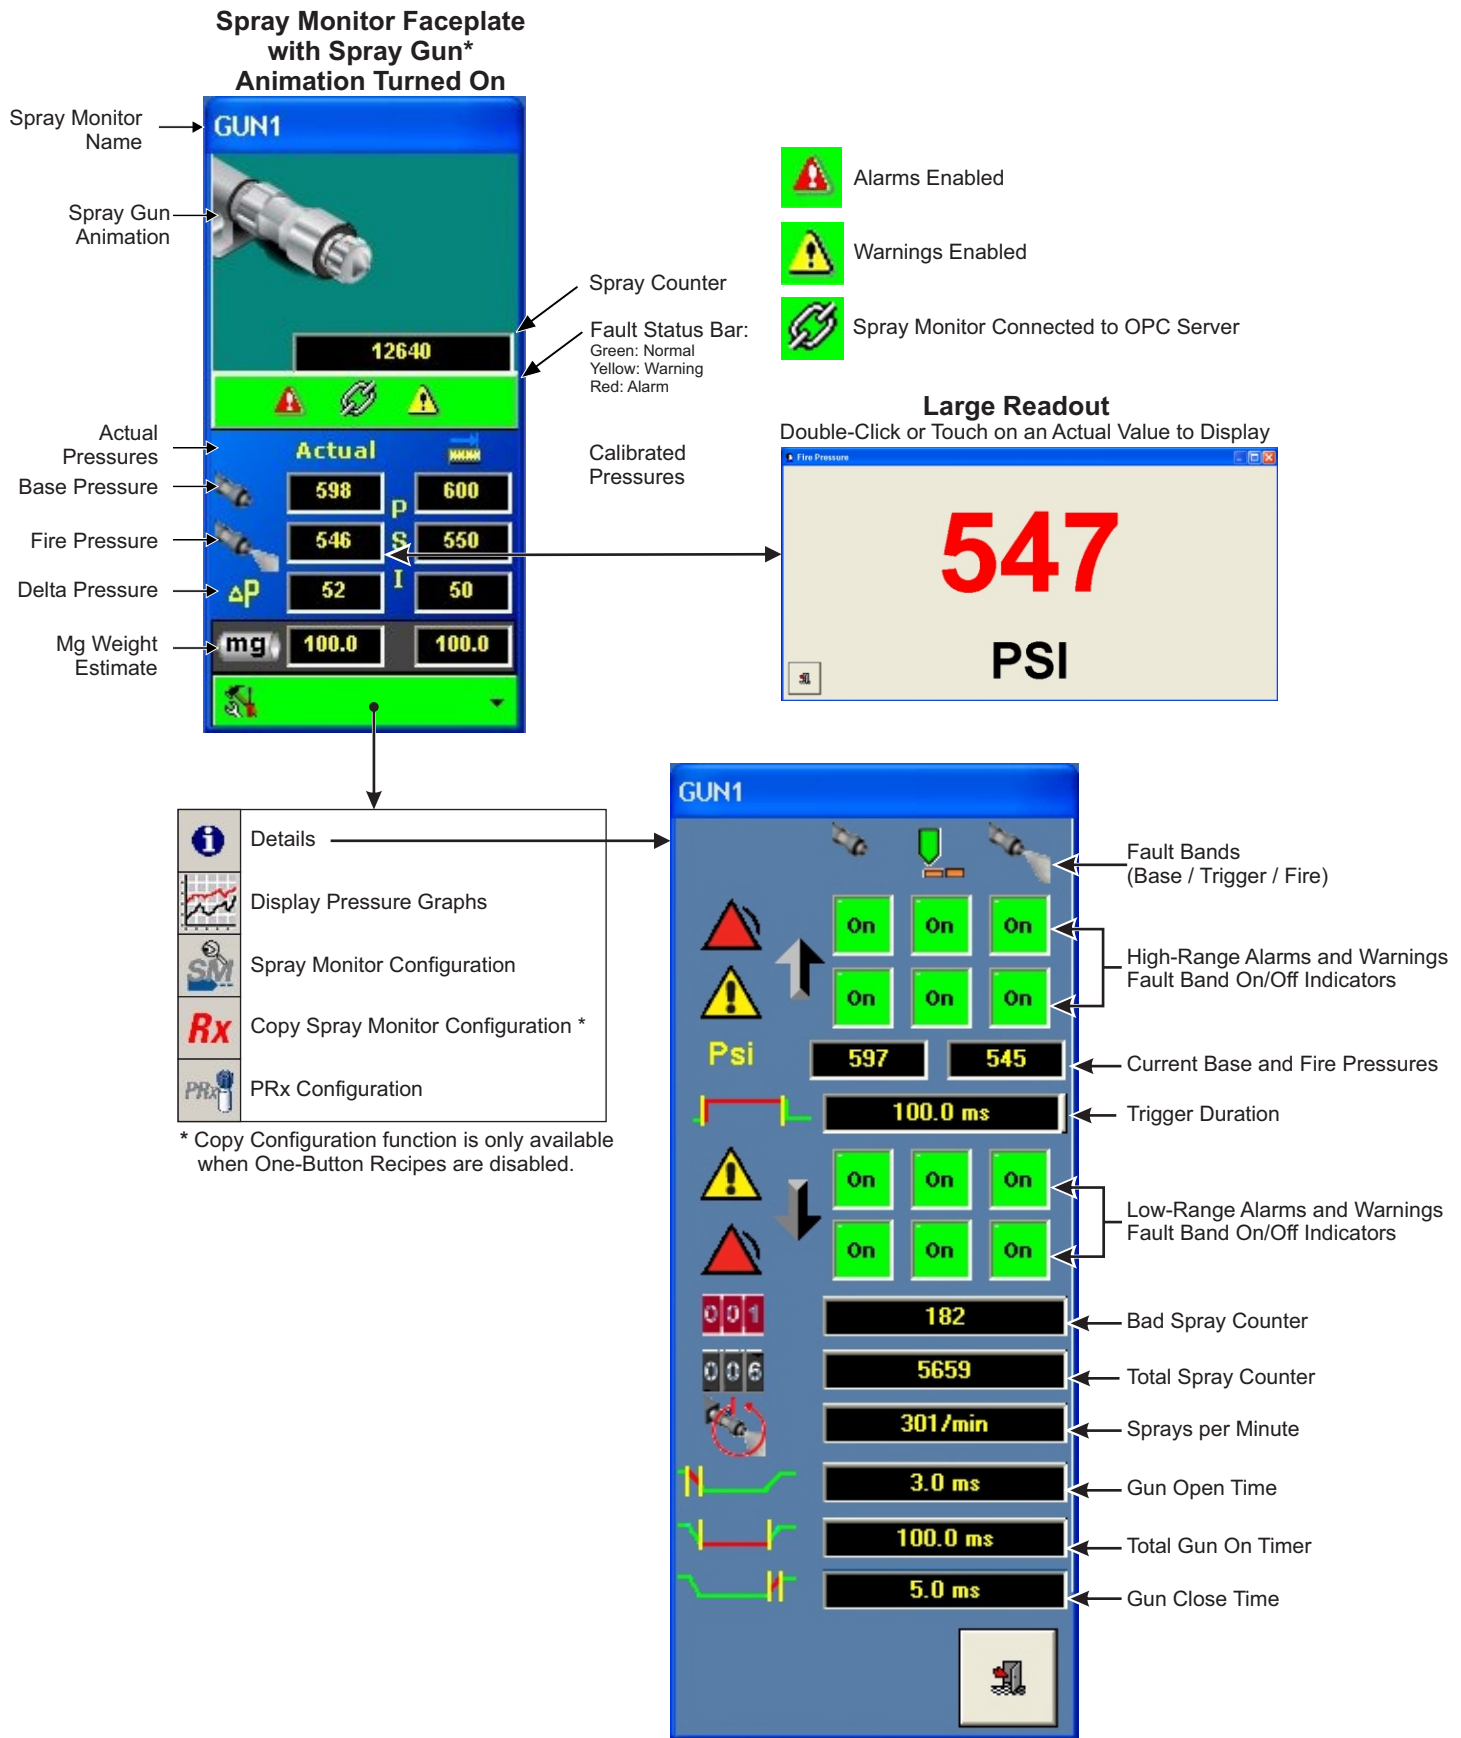 Spray Monitor Faceplate
with Spray Gun*
Animation Turned On
Spray Monitor
Name
GUN1
Spray Gun
Animation
Spray Counter
12640
Fault Status Bar:
Green: Normal
Yellow: Warning
Red: Alarm
Alarms Enabled
Warnings Enabled
Spray Monitor Connected to OPC Server
Actual
Pressures
Actual
Calibrated
Pressures
Base Pressure
598
600
Fire Pressure
546
550
PSI
Delta Pressure
ΔP
52
50
Mg Weight
Estimate
mg
100.0
100.0
Large Readout
Double-Click or Touch on an Actual Value to Display
Fire Pressure
547
PSI
Details
Display Pressure Graphs
SM
Spray Monitor Configuration
Rx
Copy Spray Monitor Configuration *
PRx
PRx Configuration
* Copy Configuration function is only available
when One-Button Recipes are disabled.
GUN1
Fault Bands
(Base / Trigger / Fire)
On On On
On On On
High-Range Alarms and Warnings
Fault Band On/Off Indicators
Psi
597
545
Current Base and Fire Pressures
100.0 ms
Trigger Duration
On On On
On On On
Low-Range Alarms and Warnings
Fault Band On/Off Indicators
001
182
Bad Spray Counter
006
5659
Total Spray Counter
301/min
Sprays per Minute
3.0 ms
Gun Open Time
100.0 ms
Total Gun On Timer
5.0 ms
Gun Close Time